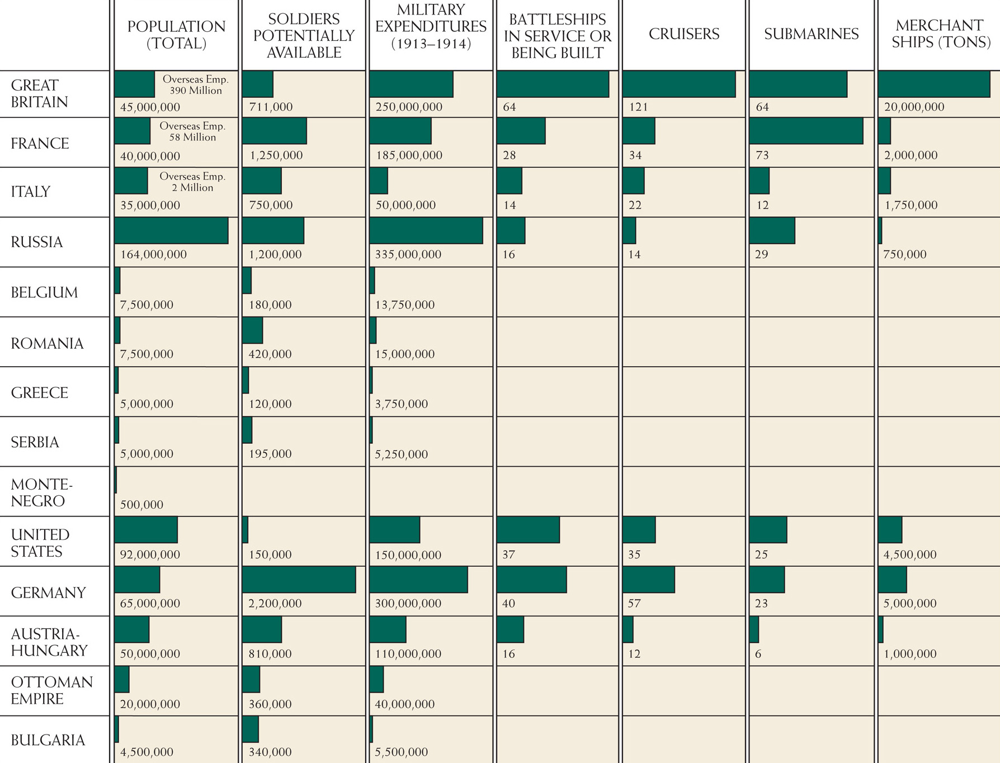 POPULATION
(TOTAL)
SOLDIERS
POTENTIALLY
AVAILABLE
MILITARY
EXPENDITURES
(1913–1914)
BATTLESHIPS
IN SERVICE OR
BEING BUILT
CRUISERS
SUBMARINES
MERCHANT
SHIPS (TONS)
GREAT
BRITAIN
Overseas Emp.
390 Million
45,000,000
711,000
250,000,000
64
121
64
20,000,000
FRANCE
Overseas Emp.
58 Million
40,000,000
1,250,000
185,000,000
28
34
73
2,000,000
ITALY
Overseas Emp.
2 Million
35,000,000
750,000
50,000,000
14
22
12
1,750,000
RUSSIA
164,000,000
1,200,000
335,000,000
16
14
29
750,000
BELGIUM
7,500,000
180,000
13,750,000
ROMANIA
7,500,000
420,000
15,000,000
GREECE
5,000,000
120,000
3,750,000
SERBIA
5,000,000
195,000
5,250,000
MONTE-
NEGRO
500,000
UNITED
STATES
92,000,000
150,000
150,000,000
37
35
25
4,500,000
GERMANY
65,000,000
2,200,000
300,000,000
40
57
23
5,000,000
AUSTRIA-
HUNGARY
50,000,000
810,000
110,000,000
16
12
6
1,000,000
OTTOMAN
EMPIRE
20,000,000
360,000
40,000,000
BULGARIA
4,500,000
340,000
5,500,000